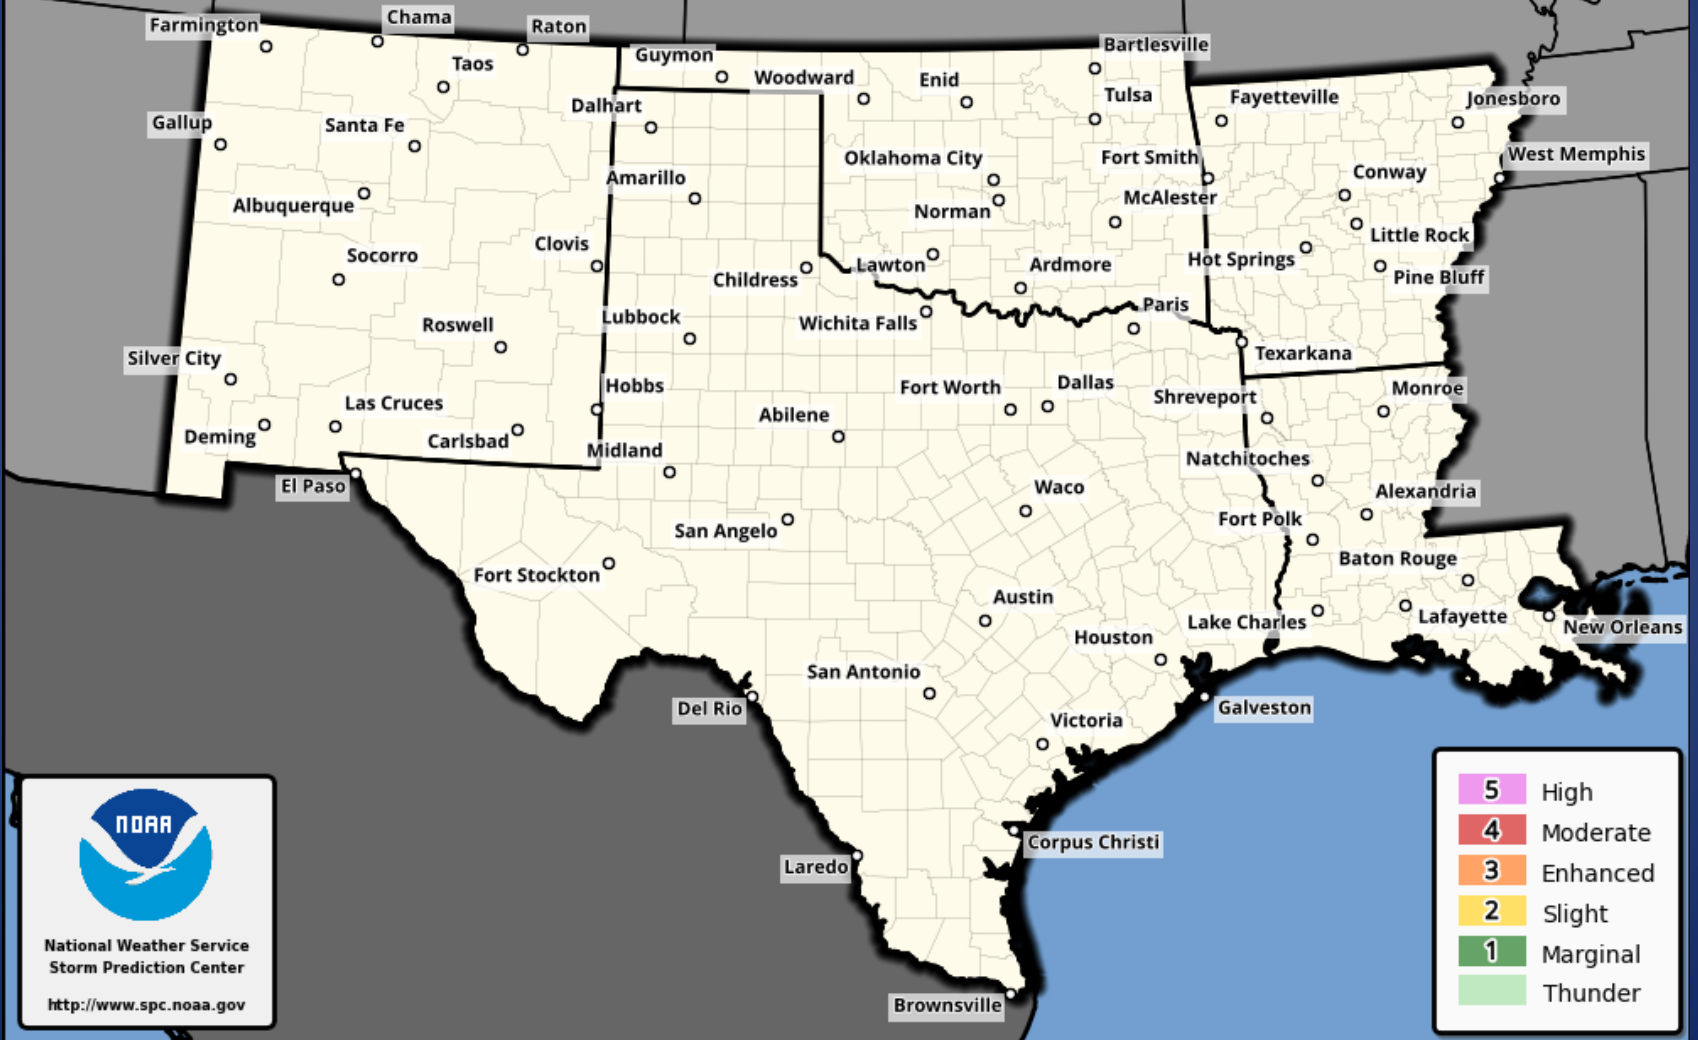 Farmington
Chama
Raton
Taos
Guymon
Woodward
Enid
Bartlesville
Tulsa
Fayetteville
Jonesboro
Dalhart
Gallup
Santa Fe
Oklahoma City
Fort Smith
West Memphis
Conway
Amarillo
Albuquerque
Norman
McAlester
Little Rock
Clovis
Socorro
Childress
Lawton
Ardmore
Hot Springs
Pine Bluff
Paris
Roswell
Lubbock
Wichita Falls
Texarkana
Silver City
Hobbs
Fort Worth
Dallas
Shreveport
Monroe
Las Cruces
Abilene
Deming
Carlsbad
Midland
Natchitoches
El Paso
Waco
Alexandria
San Angelo
Fort Polk
Fort Stockton
Baton Rouge
Austin
Lake Charles
Lafayette
New Orleans
Houston
San Antonio
Del Rio
Galveston
Victoria
Corpus Christi
Laredo
Brownsville
NOAA
National Weather Service
Storm Prediction Center
http://www.spc.noaa.gov
5 High
4 Moderate
3 Enhanced
2 Slight
1 Marginal
Thunder